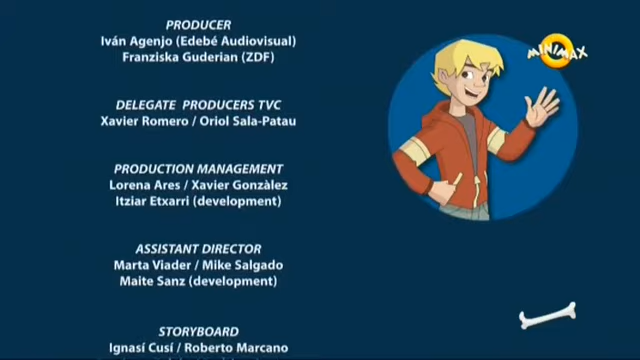 PRODUCER
Iván Agenjo (Edebé Audiovisual)
Franziska Guderian (ZDF)
DELEGATE PRODUCERS TVC
Xavier Romero / Oriol Sala-Patau
PRODUCTION MANAGEMENT
Lorena Ares / Xavier Gonzàlez
Itziar Etxarri (development)
ASSISTANT DIRECTOR
Marta Viader / Mike Salgado
Maite Sanz (development)
STORYBOARD
Ignasí Cusí / Roberto Marcano
MINIMAX